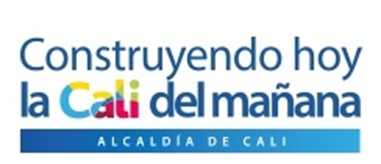 Construyendo hoy
la Cali del mañana
ALCALDÍA DE CALI